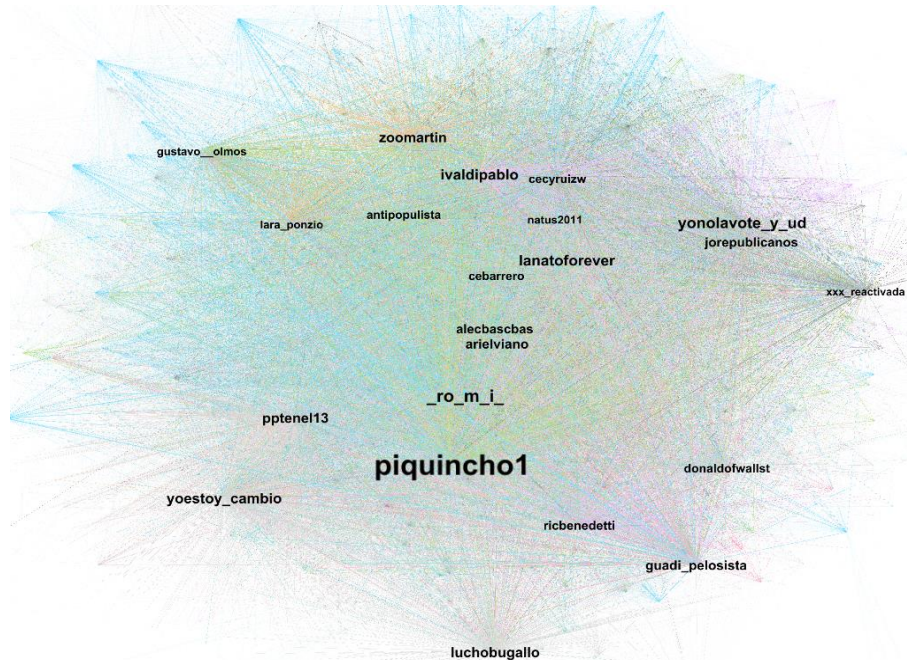 zoomartin
gustavo__olmos
ivaldipablo
cecyruizw
antipopulista
natus2011
lara_ponzio
yonolavote_y_ud
jorepublicanos
lanatoforever
cebarrero
xxx_reactivada
alecbascbas
arielviano
_ro_m_i_
pptenel13
piquincho1
donaldofwallst
yoestoy_cambio
ricbenedetti
guadi_pelosista
luchobugallo